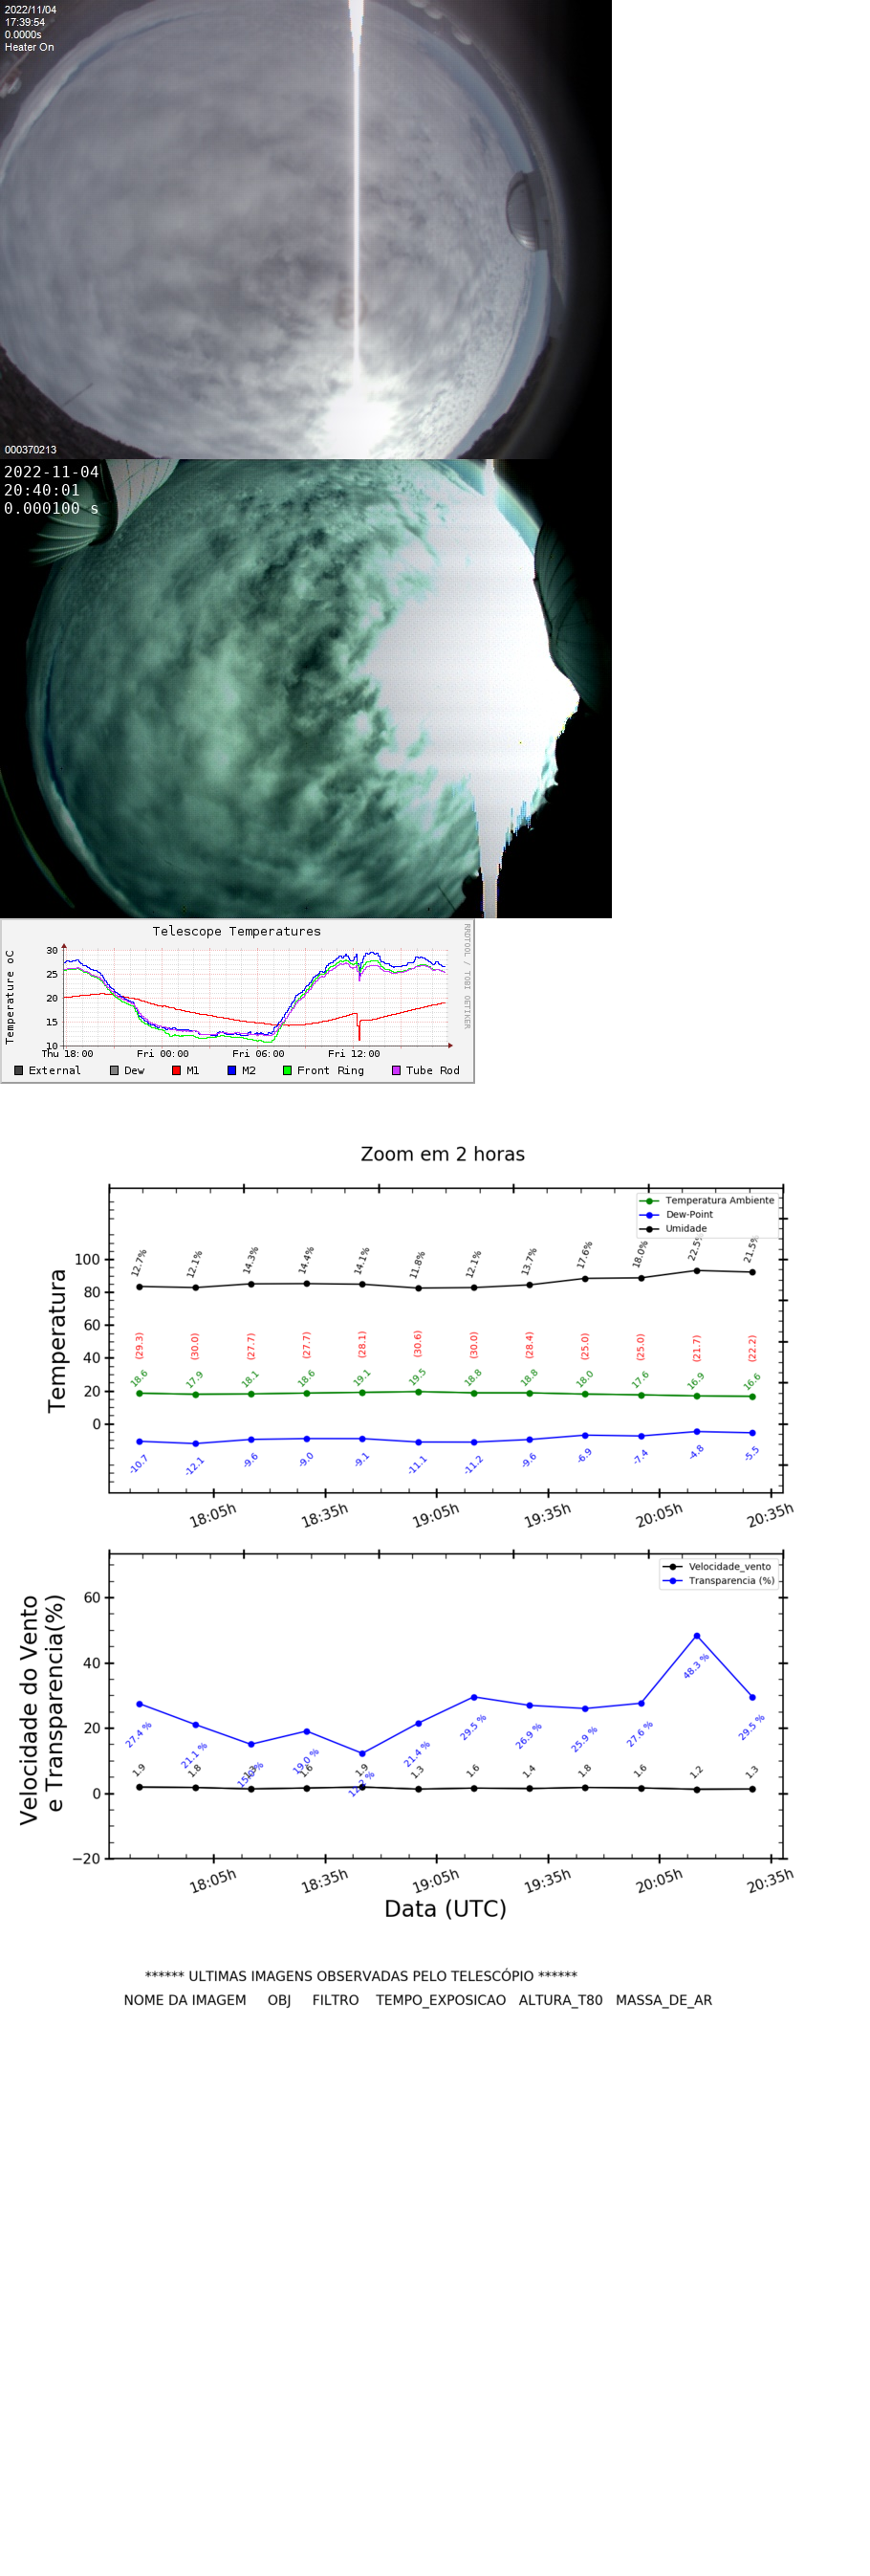 2022/11/04
17:39:54
0.0000s
Heater On
000370213
2022-11-04
20:40:01
0.000100 s
Telescope Temperatures
RRDTOOL / TOBI OETIKER
Temperature oC
30
25
20
15
10
Thu 18:00 Fri 00:00 Fri 06:00 Fri 12:00
External Dew M1 M2 Front Ring Tube Rod
Zoom em 2 horas
Temperatura Ambiente
Dew-Point
Umidade
Temperatura
100
80
60
40
20
0
12.7% 12.1% 14.3% 14.4% 14.1% 11.8% 12.1% 13.7% 17.6% 18.0% 22.5% 21.5%
(29.3) (30.0) (27.7) (27.7) (28.1) (30.6) (30.0) (28.4) (25.0) (25.0) (21.7) (22.2)
18.6 17.9 18.1 18.6 19.1 19.5 18.8 18.8 18.0 17.6 16.9 16.6
-10.7 -12.1 -9.6 -9.0 -9.1 -11.1 -11.2 -9.6 -6.9 -7.4 -4.8 -5.5
18:05h 18:35h 19:05h 19:35h 20:05h 20:35h
Velocidade_vento
Transparencia (%)
Velocidade do Vento
e Transparencia(%)
60
40
20
0
−20
27.4 % 21.1 % 19.0 % 21.4 % 29.5 % 26.9 % 25.9 % 27.6 % 48.3 % 29.5 %
1.9 1.8 1.6 1.9 1.3 1.6 1.4 1.8 1.6 1.2 1.3
18:05h 18:35h 19:05h 19:35h 20:05h 20:35h
Data (UTC)
****** ULTIMAS IMAGENS OBSERVADAS PELO TELESCÓPIO ******
NOME DA IMAGEM OBJ FILTRO TEMPO_EXPOSICAO ALTURA_T80 MASSA_DE_AR